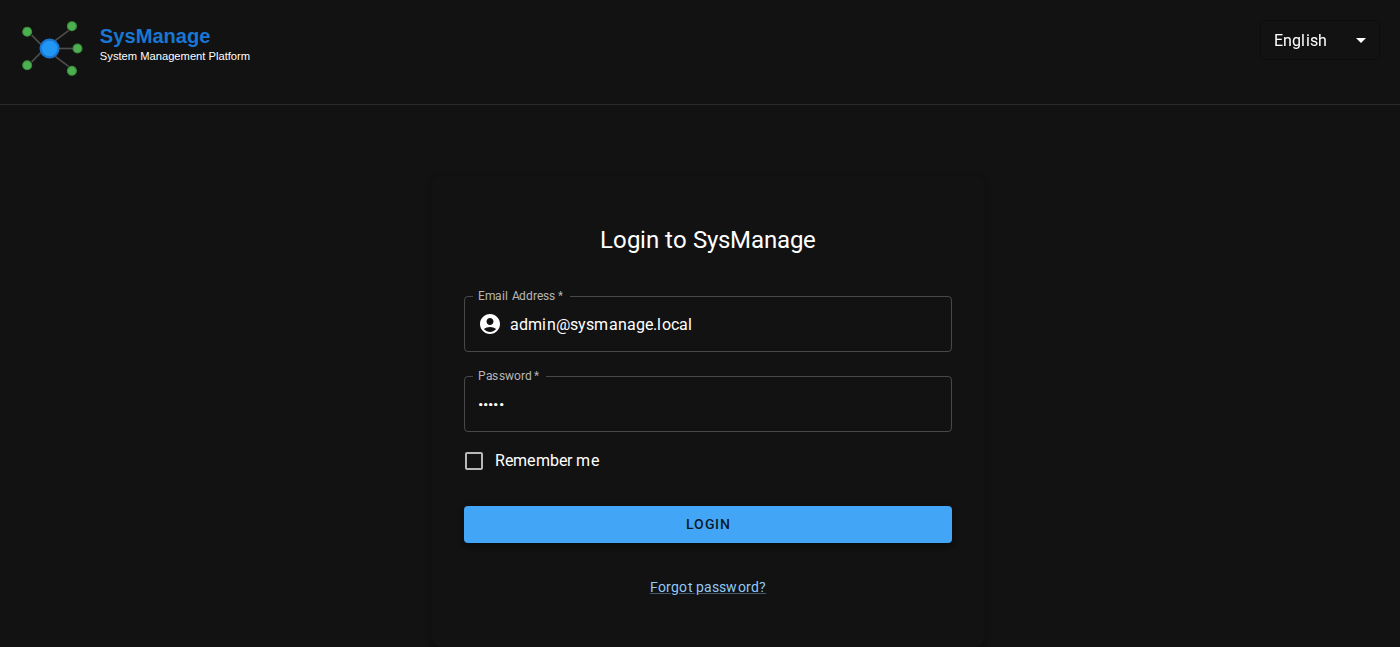 SysManage
System Management Platform
English
Login to SysManage
Email Address *
admin@sysmanage.local
Password *
•••••
Remember me
LOGIN
Forgot password?